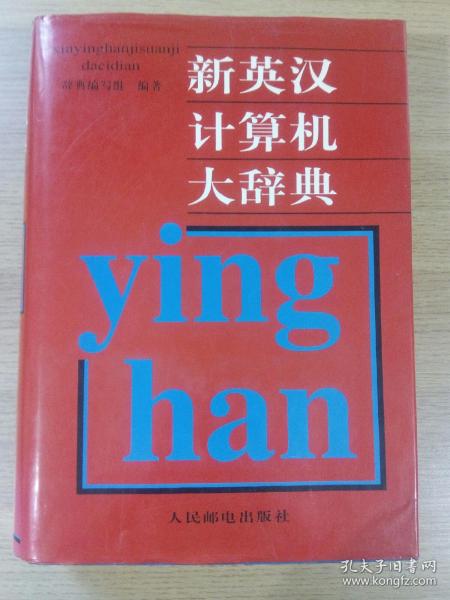 xinyinghanjisuanji
dacidian
辞典编写组 编著
新英汉
计算机
大辞典
ying
han
人民邮电出版社
孔夫子旧书网
www.kongfz.com